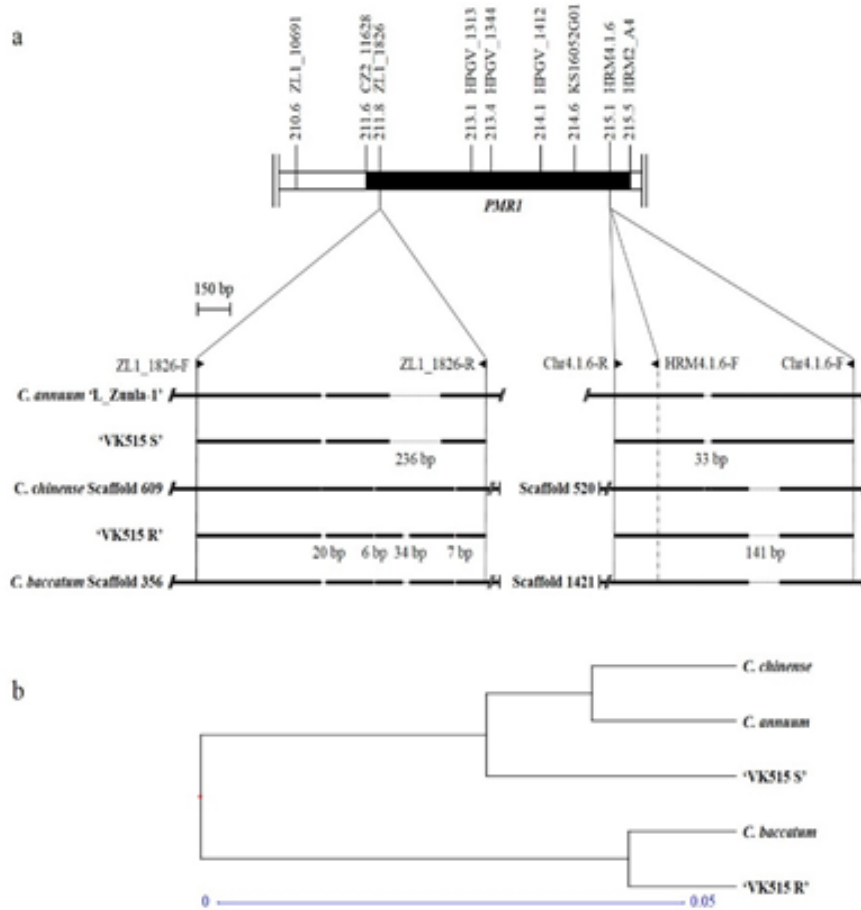 a
210.6 ZL1_10691
211.6 CZ2_11628
211.8 ZL1_1826
213.1 HPGV_1313
213.4 HPGV_1344
214.1 HPGV_1412
214.6 KS16052G01
215.1 HRM4.1.6
215.5 HRM2_A4
PMR1
150 bp
ZL1_1826-F
ZL1_1826-R
Chr4.1.6-R
HRM4.1.6-F
Chr4.1.6-F
C. annuum ‘L_Zunla-1’
‘VK515 S’
236 bp
33 bp
C. chinense Scaffold 609
Scaffold 520
‘VK515 R’
20 bp
6 bp
34 bp
7 bp
141 bp
C. baccatum Scaffold 356
Scaffold 1421
b
C. chinense
C. annuum
‘VK515 S’
C. baccatum
‘VK515 R’
0
0.05